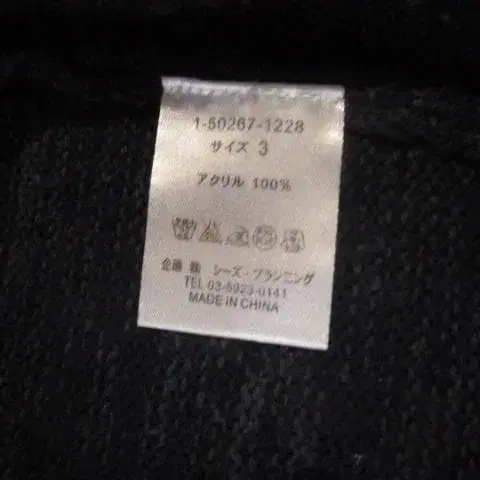 1-50267-1228
サイズ 3
アクリル 100%
企画 ㈱ シーズ・プランニング
TEL 03-5923-0141
MADE IN CHINA